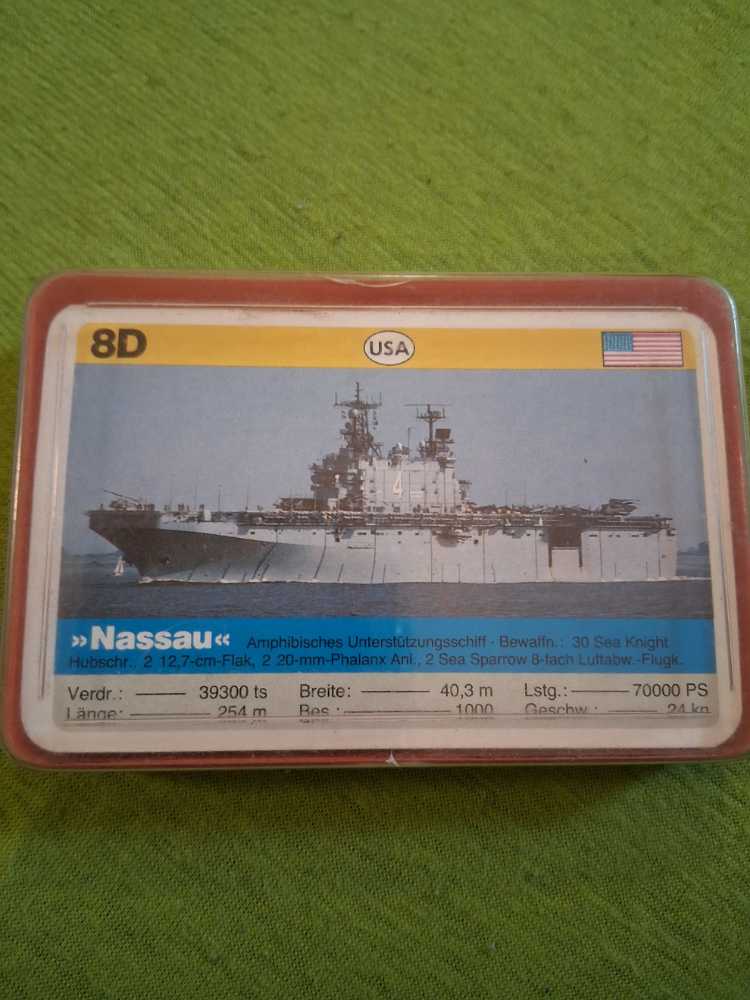 8D USA
4
»Nassau« Amphibisches Unterstützungsschiff · Bewaffn.: 30 Sea Knight
Hubschr., 2 12,7-cm-Flak, 2 20-mm-Phalanx Anl., 2 Sea Sparrow 8-fach Luftabw.-Flugk.
Verdr.: 39300 ts Breite: 40,3 m Lstg.: 70000 PS
Länge: 254 m Bes.: 1000 Geschw.: 24 kn